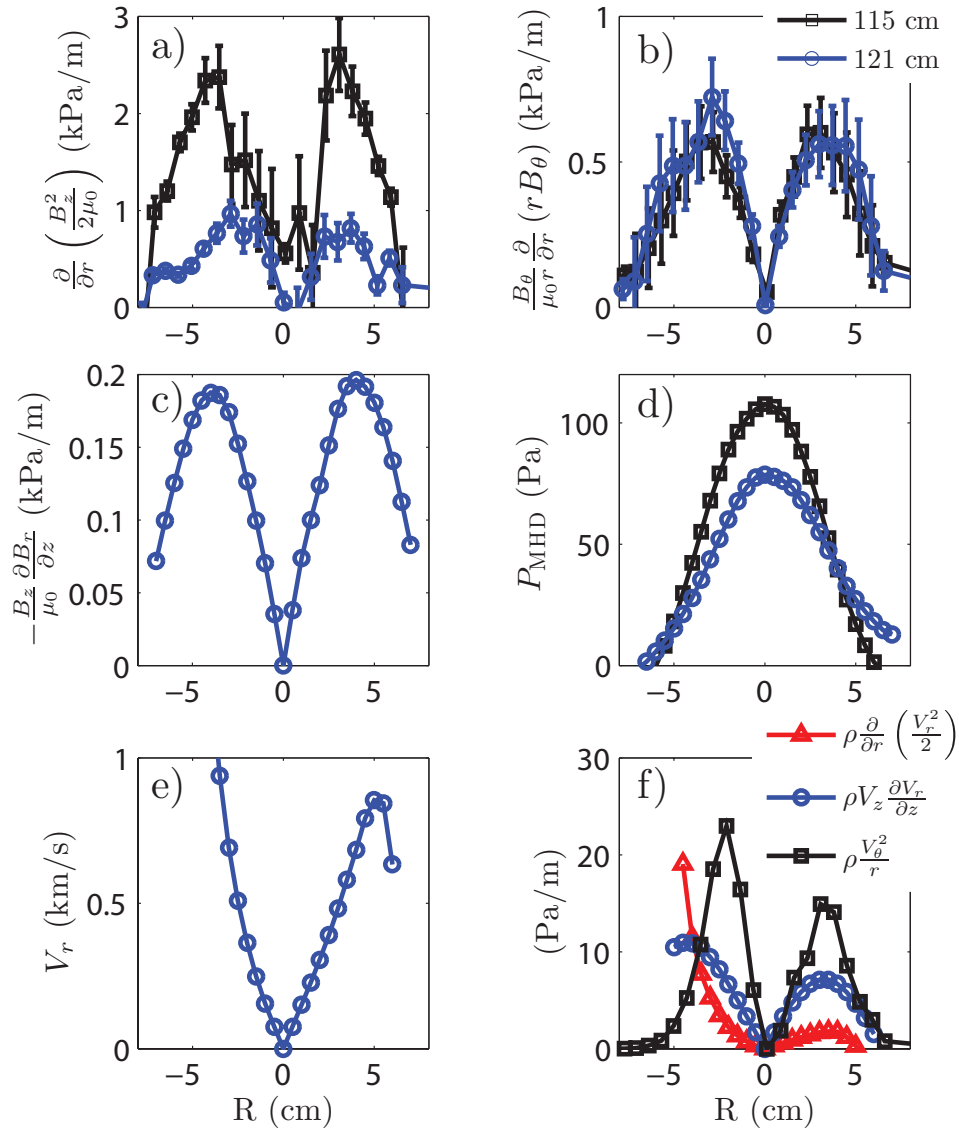 a)
∂/∂r (B_z^2/2μ_0) (kPa/m)
3
2
1
0
−5 0 5
b)
115 cm
121 cm
B_θ/μ_0r ∂/∂r (rB_θ) (kPa/m)
1
0.5
0
−5 0 5
c)
−B_z/μ_0 ∂B_r/∂z (kPa/m)
0.2
0.15
0.1
0.05
0
−5 0 5
d)
P_MHD (Pa)
100
50
0
−5 0 5
e)
V_r (km/s)
1
0.5
0
−5 0 5
R (cm)
f)
ρ ∂/∂r (V_r^2/2)
ρV_z ∂V_r/∂z
ρ V_θ^2/r
(Pa/m)
30
20
10
0
−5 0 5
R (cm)